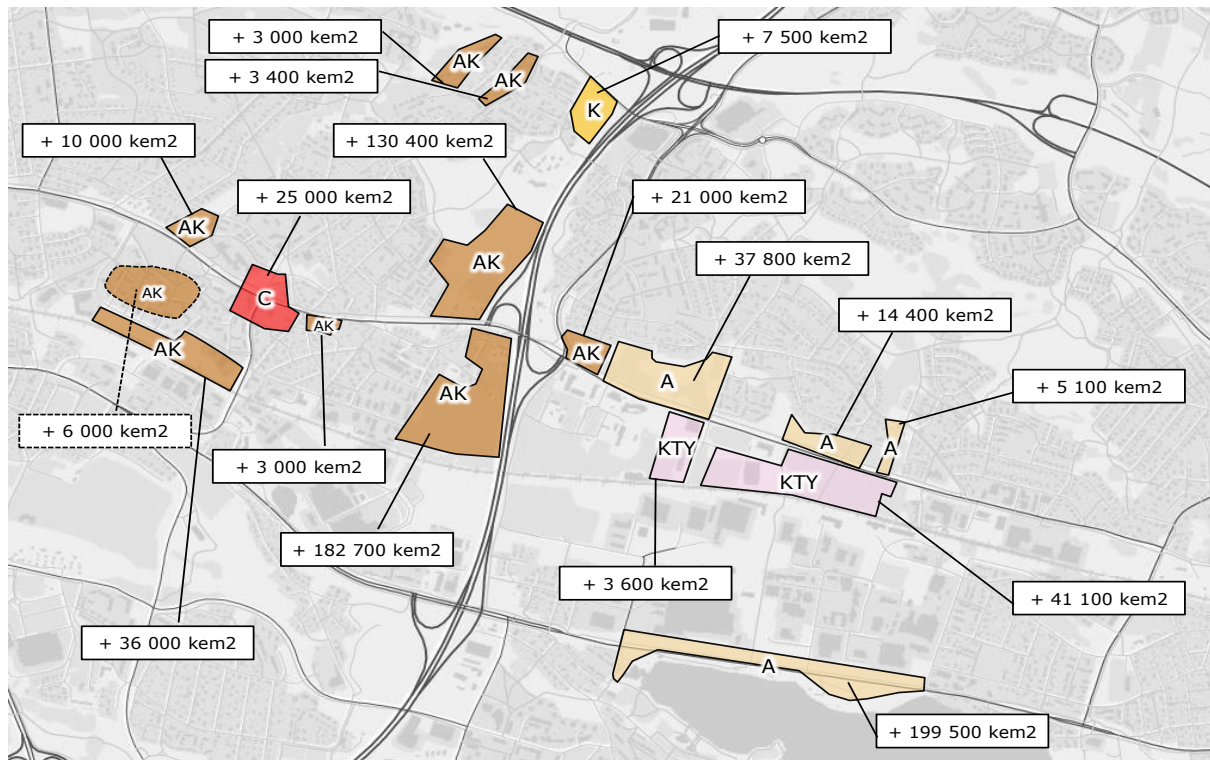 + 3 000 kem2
+ 7 500 kem2
AK
+ 3 400 kem2
AK
K
+ 10 000 kem2
+ 130 400 kem2
+ 25 000 kem2
+ 21 000 kem2
AK
+ 37 800 kem2
AK
AK
C
+ 14 400 kem2
AK
AK
AK
A
+ 5 100 kem2
AK
+ 6 000 kem2
A
A
KTY
+ 3 000 kem2
KTY
+ 182 700 kem2
+ 3 600 kem2
+ 41 100 kem2
+ 36 000 kem2
A
+ 199 500 kem2